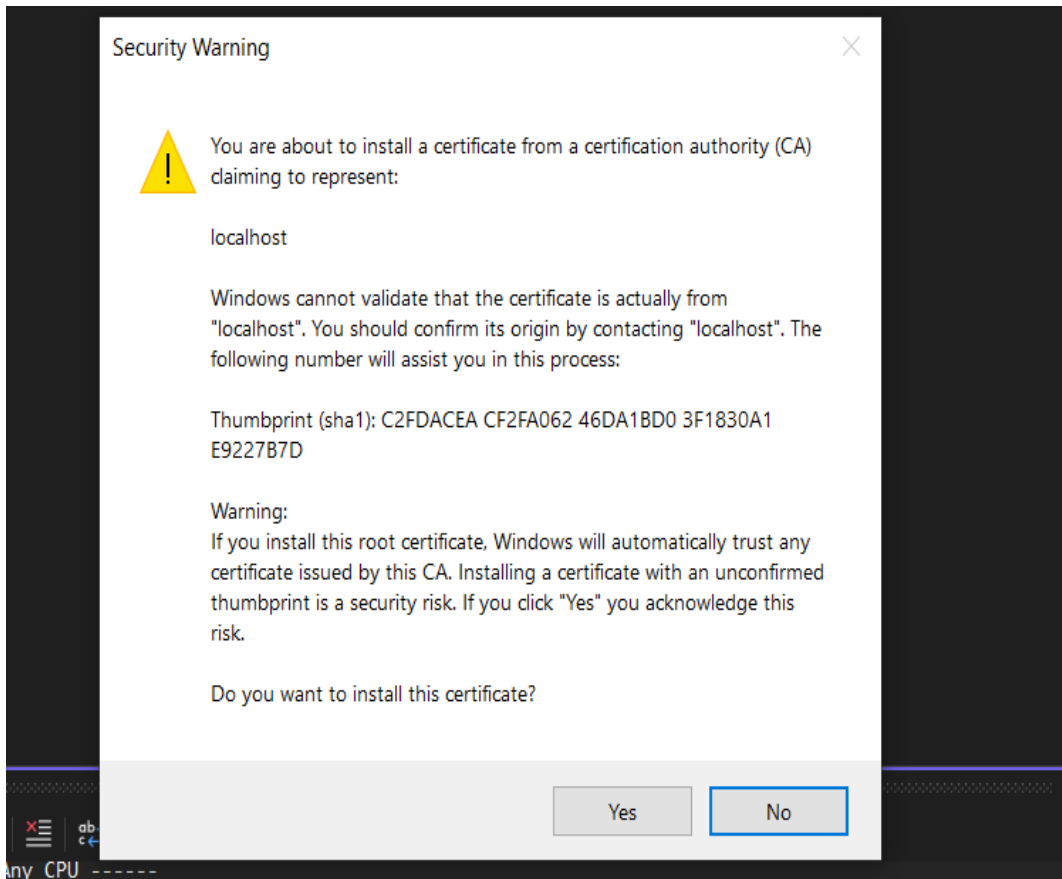 Security Warning
You are about to install a certificate from a certification authority (CA)
claiming to represent:
localhost
Windows cannot validate that the certificate is actually from
"localhost". You should confirm its origin by contacting "localhost". The
following number will assist you in this process:
Thumbprint (sha1): C2FDACEA CF2FA062 46DA1BD0 3F1830A1
E9227B7D
Warning:
If you install this root certificate, Windows will automatically trust any
certificate issued by this CA. Installing a certificate with an unconfirmed
thumbprint is a security risk. If you click "Yes" you acknowledge this
risk.
Do you want to install this certificate?
Yes
No
ab
c
Any CPU ------